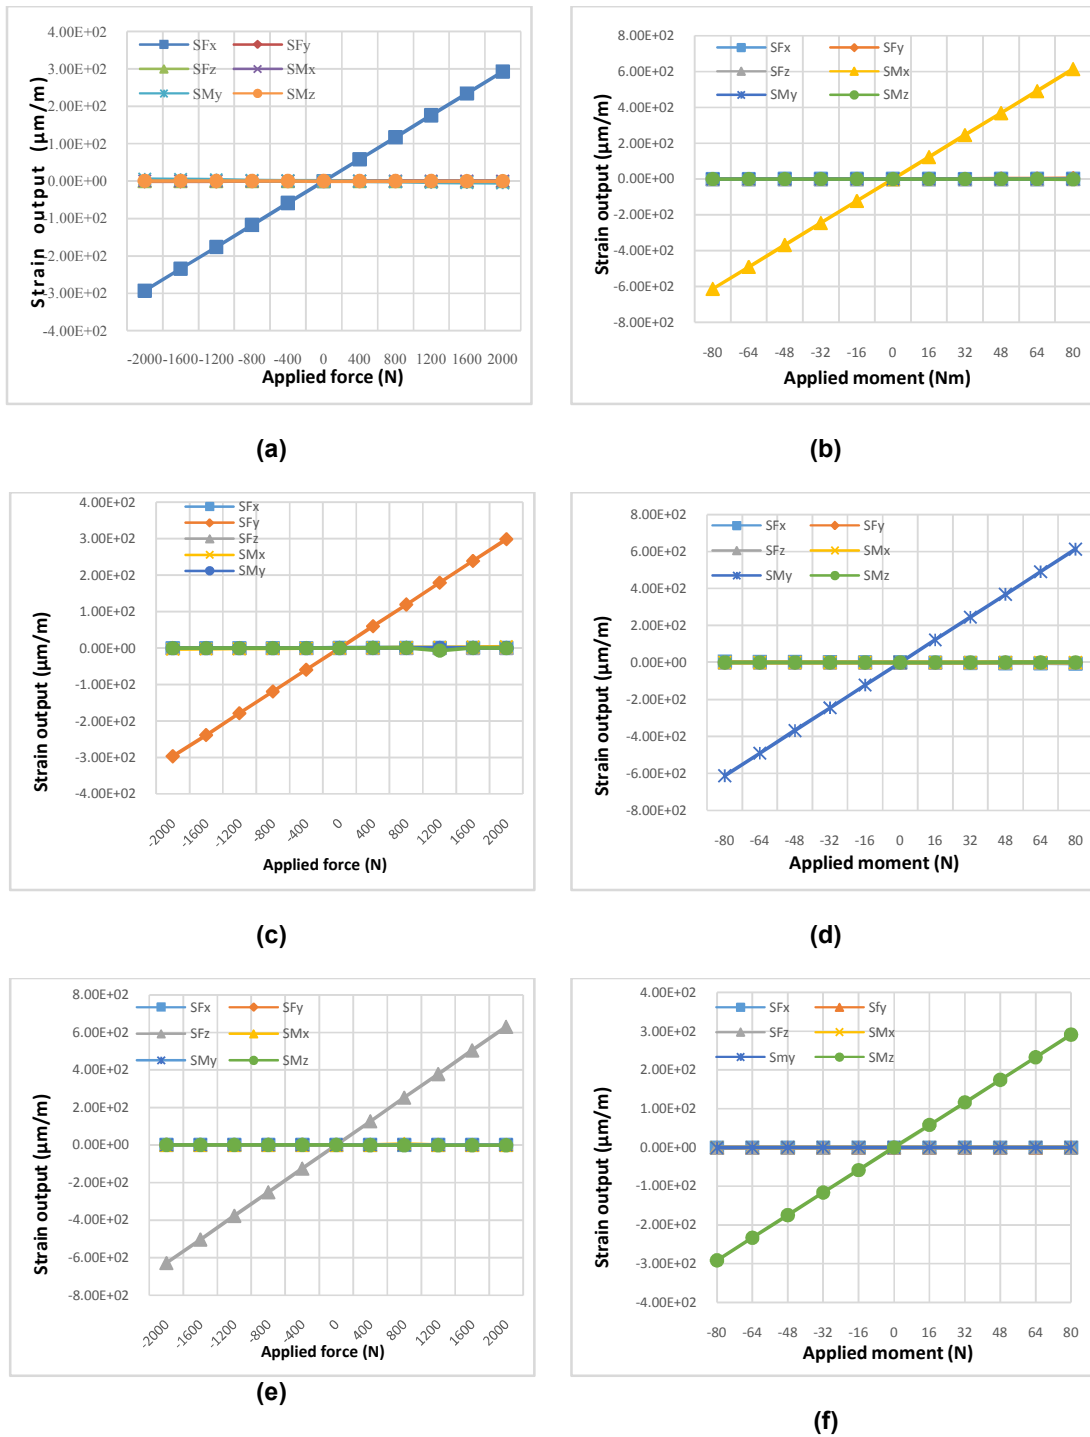 4.00E+02
3.00E+02
2.00E+02
1.00E+02
0.00E+00
-1.00E+02
-2.00E+02
-3.00E+02
-4.00E+02
Strain output (µm/m)
SFx SFy
SFz SMx
SMy SMz
-2000 -1600 -1200 -800 -400 0 400 800 1200 1600 2000
Applied force (N)
(a)
8.00E+02
6.00E+02
4.00E+02
2.00E+02
0.00E+00
-2.00E+02
-4.00E+02
-6.00E+02
-8.00E+02
Strain output (µm/m)
SFx SFy
SFz SMx
SMy SMz
-80 -64 -48 -32 -16 0 16 32 48 64 80
Applied moment (Nm)
(b)
4.00E+02
3.00E+02
2.00E+02
1.00E+02
0.00E+00
-1.00E+02
-2.00E+02
-3.00E+02
-4.00E+02
Strain output (µm/m)
SFx
SFy
SFz
SMx
SMy
-2000 -1600 -1200 -800 -400 0 400 800 1200 1600 2000
Applied force (N)
(c)
8.00E+02
6.00E+02
4.00E+02
2.00E+02
0.00E+00
-2.00E+02
-4.00E+02
-6.00E+02
-8.00E+02
Strain output (µm/m)
SFx SFy
SFz SMx
SMy SMz
-80 -64 -48 -32 -16 0 16 32 48 64 80
Applied moment (N)
(d)
8.00E+02
6.00E+02
4.00E+02
2.00E+02
0.00E+00
-2.00E+02
-4.00E+02
-6.00E+02
-8.00E+02
Strain output (µm/m)
SFx SFy
SFz SMx
SMy SMz
-2000 -1600 -1200 -800 -400 0 400 800 1200 1600 2000
Applied force (N)
(e)
4.00E+02
3.00E+02
2.00E+02
1.00E+02
0.00E+00
-1.00E+02
-2.00E+02
-3.00E+02
-4.00E+02
Strain output (µm/m)
SFx Sfy
SFz SMx
Smy SMz
-80 -64 -48 -32 -16 0 16 32 48 64 80
Applied moment (N)
(f)